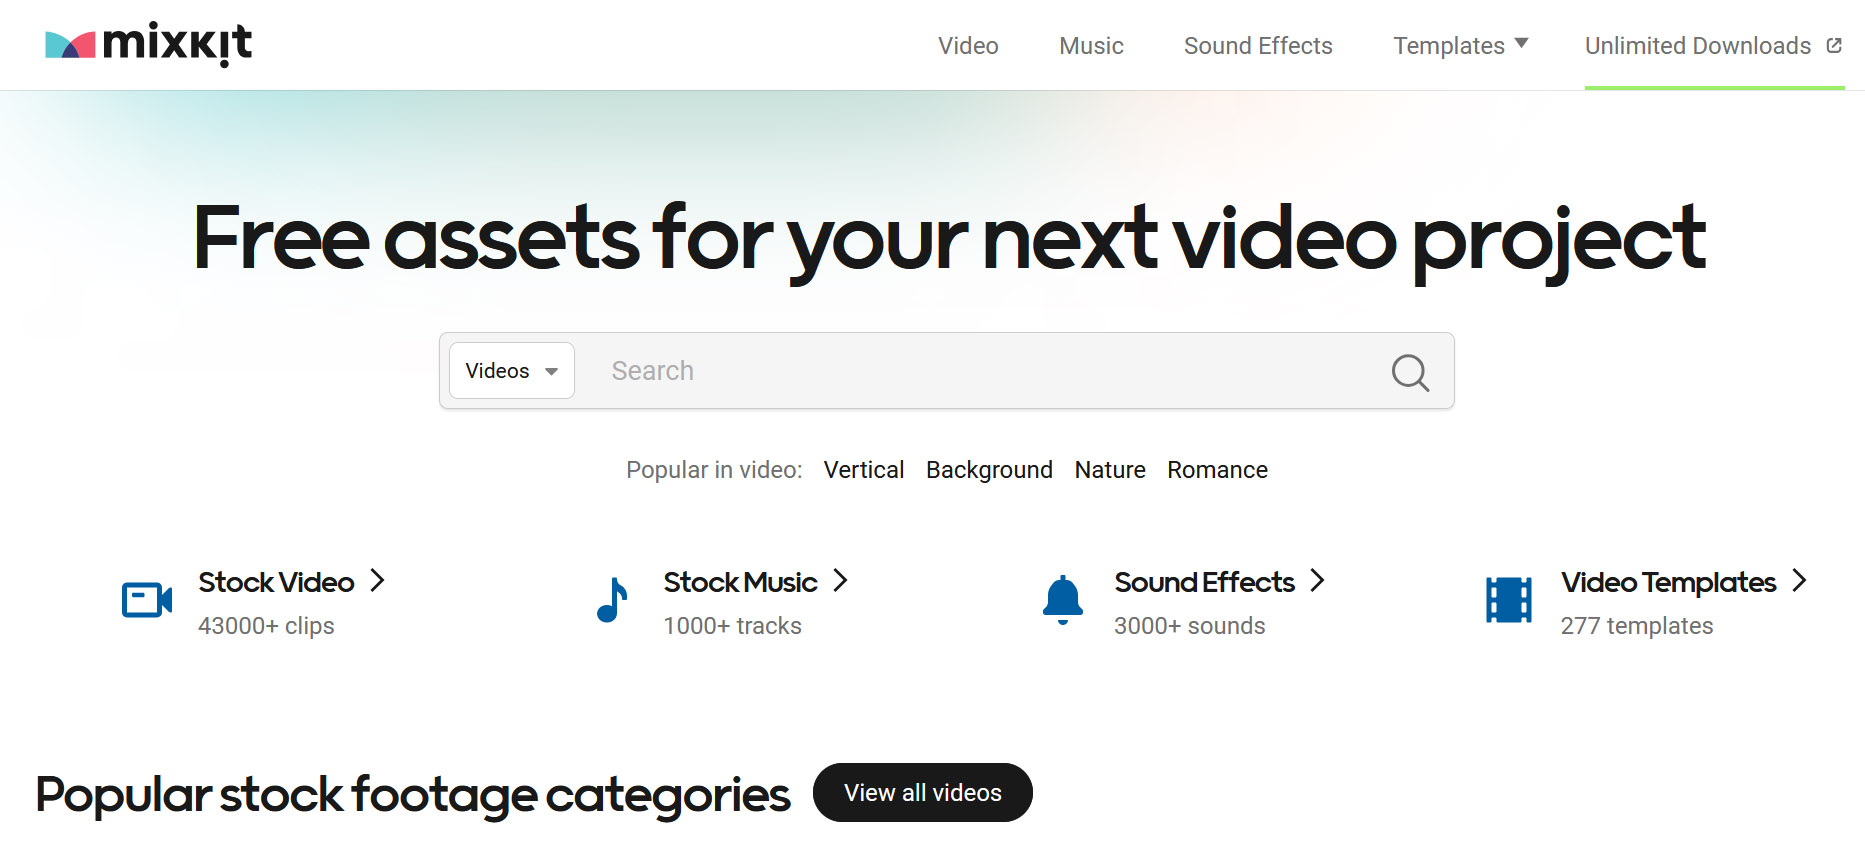 mixkit
Video Music Sound Effects Templates Unlimited Downloads
Free assets for your next video project
Videos Search
Popular in video: Vertical Background Nature Romance
Stock Video
43000+ clips
Stock Music
1000+ tracks
Sound Effects
3000+ sounds
Video Templates
277 templates
Popular stock footage categories View all videos